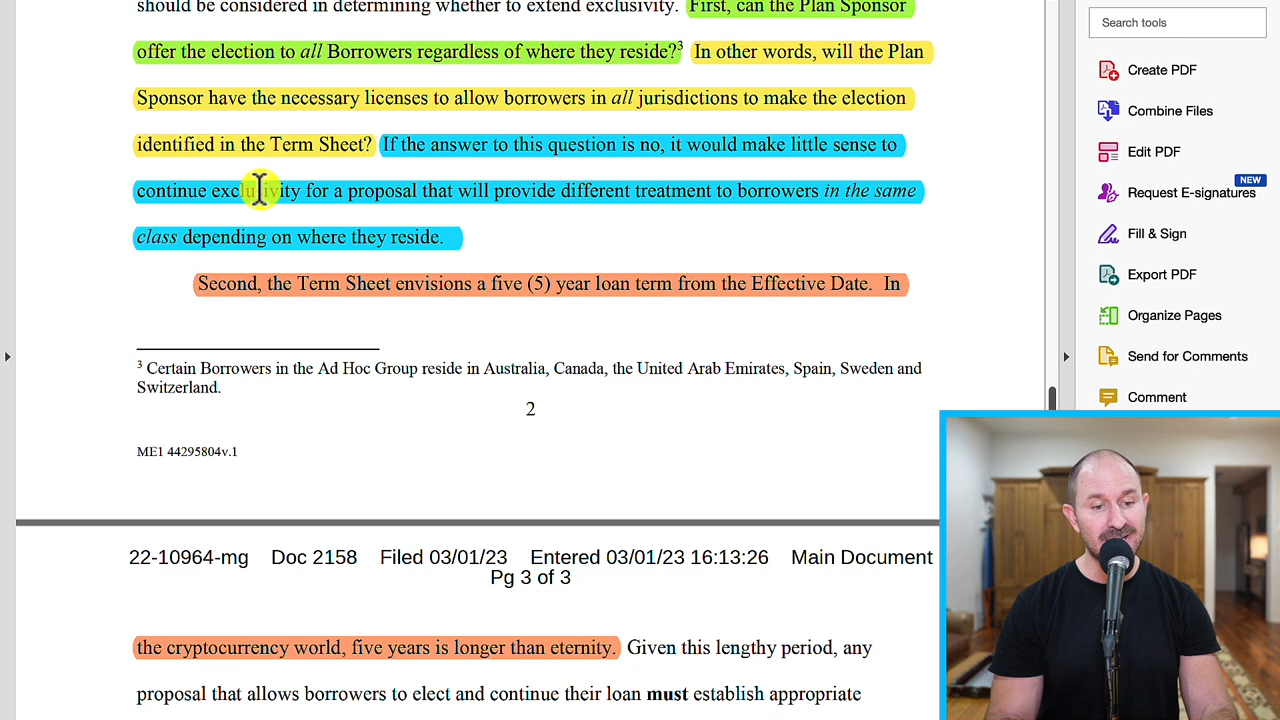 should be considered in determining whether to extend exclusivity. First, can the Plan Sponsor
offer the election to all Borrowers regardless of where they reside?3 In other words, will the Plan
Sponsor have the necessary licenses to allow borrowers in all jurisdictions to make the election
identified in the Term Sheet? If the answer to this question is no, it would make little sense to
continue exclusivity for a proposal that will provide different treatment to borrowers in the same
class depending on where they reside.
Second, the Term Sheet envisions a five (5) year loan term from the Effective Date. In
3 Certain Borrowers in the Ad Hoc Group reside in Australia, Canada, the United Arab Emirates, Spain, Sweden and
Switzerland.
2
ME1 44295804v.1
22-10964-mg Doc 2158 Filed 03/01/23 Entered 03/01/23 16:13:26 Main Document
Pg 3 of 3
the cryptocurrency world, five years is longer than eternity. Given this lengthy period, any
proposal that allows borrowers to elect and continue their loan must establish appropriate
Search tools
Create PDF
Combine Files
Edit PDF
NEW
Request E-signatures
Fill & Sign
Export PDF
Organize Pages
Send for Comments
Comment